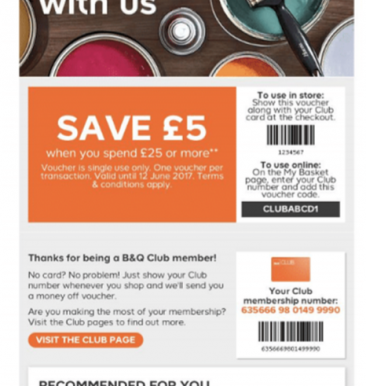 with us
SAVE £5
when you spend £25 or more**
Voucher is single use only. One voucher per
transaction. Valid until 12 June 2017. Terms
& conditions apply.
To use in store:
Show this voucher
along with your Club
card at the checkout.
1234567
To use online:
On the My Basket
page, enter your Club
number and add this
voucher code.
CLUBABCD1
Thanks for being a B&Q Club member!
No card? No problem! Just show your Club
number whenever you shop and we'll send you
a money off voucher.
Are you making the most of your membership?
Visit the Club pages to find out more.
VISIT THE CLUB PAGE
CLUB
Your Club
membership number:
635666 98 0149 9990
6356669801499990
RECOMMENDED FOR YOU